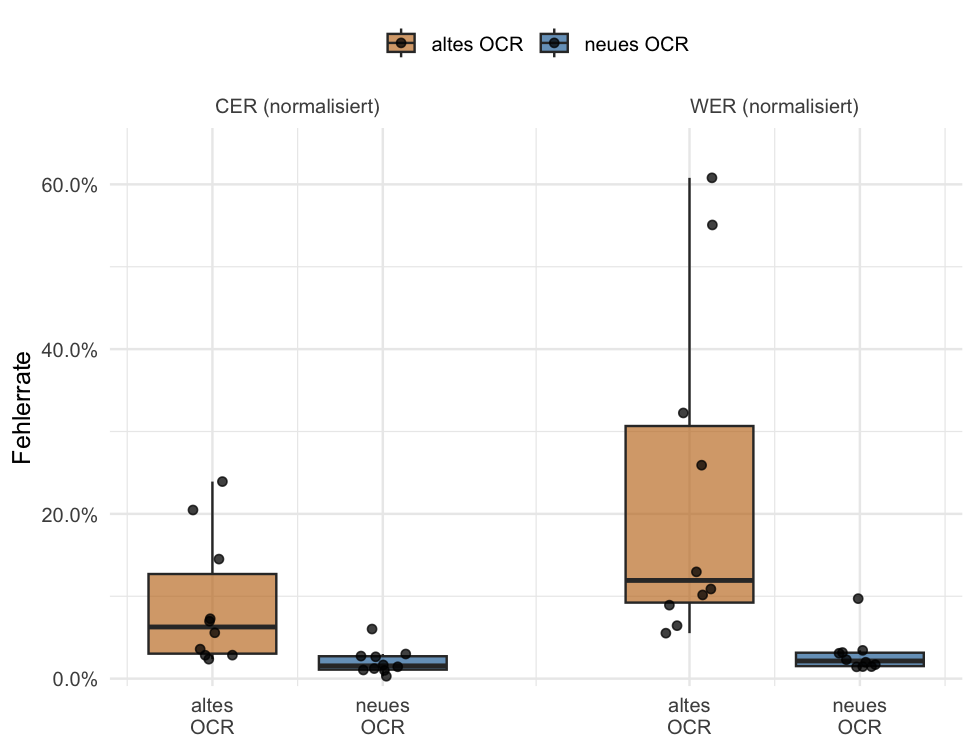 altes OCR neues OCR
CER (normalisiert) WER (normalisiert)
Fehlerrate
60.0%
40.0%
20.0%
0.0%
altes
OCR
neues
OCR
altes
OCR
neues
OCR